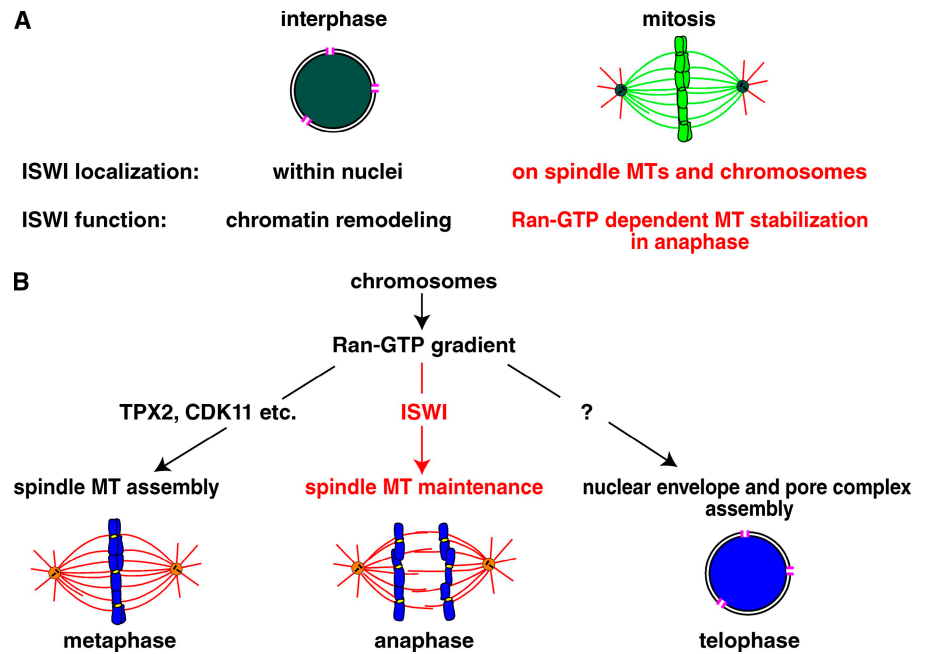 A
interphase
mitosis
ISWI localization:
within nuclei
on spindle MTs and chromosomes
ISWI function:
chromatin remodeling
Ran-GTP dependent MT stabilization
in anaphase
B
chromosomes
Ran-GTP gradient
TPX2, CDK11 etc.
ISWI
?
spindle MT assembly
spindle MT maintenance
nuclear envelope and pore complex
assembly
metaphase
anaphase
telophase